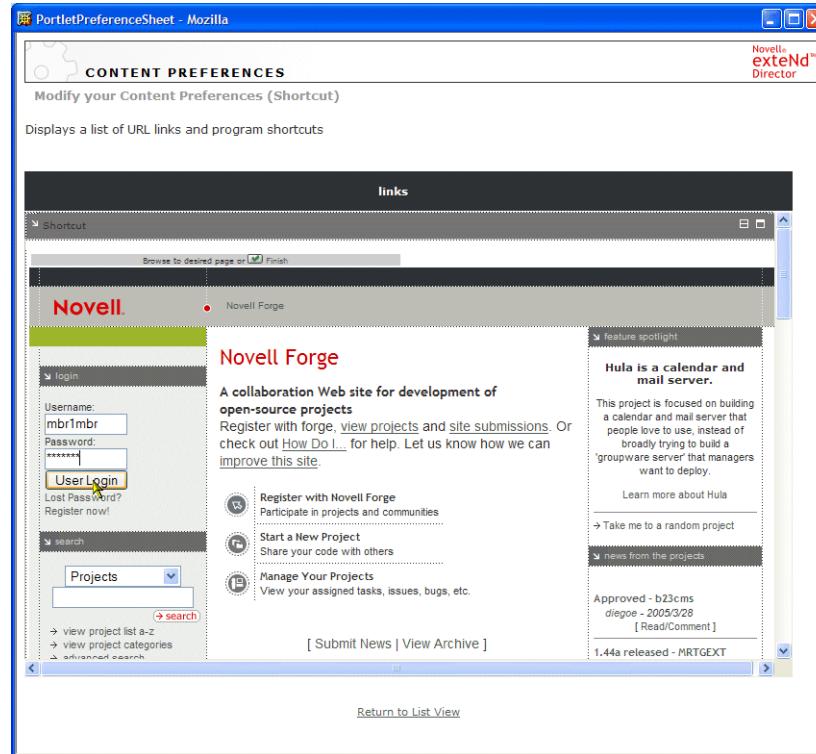 PortletPreferenceSheet - Mozilla
Novell®
exteNd™
Director
CONTENT PREFERENCES
Modify your Content Preferences (Shortcut)
Displays a list of URL links and program shortcuts
links
Shortcut
Browse to desired page or Finish
Novell.
Novell Forge
login
Username:
mbr1mbr
Password:
*******
User Login
Lost Password?
Register now!
search
Projects
→ search
→ view project list a-z
→ view project categories
→ advanced search
Novell Forge
A collaboration Web site for development of
open-source projects
Register with forge, view projects and site submissions. Or
check out How Do I... for help. Let us know how we can
improve this site.
Register with Novell Forge
Participate in projects and communities
Start a New Project
Share your code with others
Manage Your Projects
View your assigned tasks, issues, bugs, etc.
[ Submit News | View Archive ]
feature spotlight
Hula is a calendar and
mail server.
This project is focused on building
a calendar and mail server that
people love to use, instead of
broadly trying to build a
'groupware server' that managers
want to deploy.
Learn more about Hula
→ Take me to a random project
news from the projects
Approved - b23cms
diegoe - 2005/3/28
[ Read/Comment ]
1.44a released - MRTGEXT
Return to List View